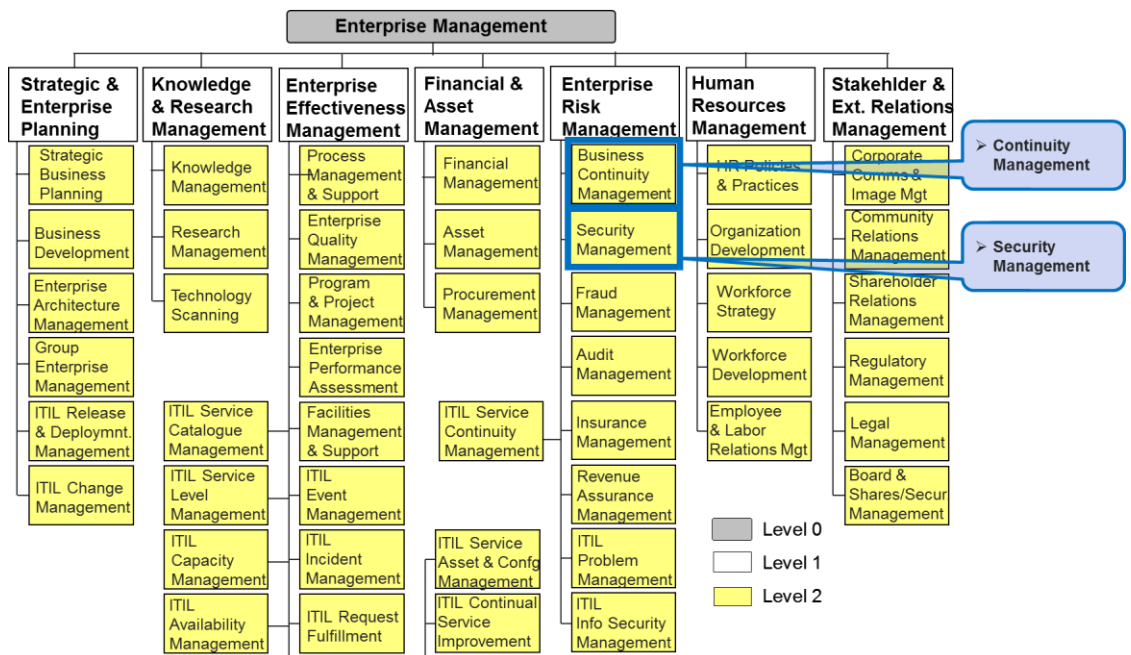 Enterprise Management
Strategic &
Enterprise
Planning
Strategic
Business
Planning
Business
Development
Enterprise
Architecture
Management
Group
Enterprise
Management
ITIL Release
& Deploymnt.
Management
ITIL Change
Management
Knowledge
& Research
Management
Knowledge
Management
Research
Management
Technology
Scanning
ITIL Service
Catalogue
Management
ITIL Service
Level
Management
ITIL
Capacity
Management
ITIL
Availability
Management
Enterprise
Effectiveness
Management
Process
Management
& Support
Enterprise
Quality
Management
Program
& Project
Management
Enterprise
Performance
Assessment
Facilities
Management
& Support
ITIL
Event
Management
ITIL
Incident
Management
ITIL Request
Fulfillment
Financial &
Asset
Management
Financial
Management
Asset
Management
Procurement
Management
ITIL Service
Continuity
Management
ITIL Service
Asset & Confg
Management
ITIL Continual
Service
Improvement
Enterprise
Risk
Management
Business
Continuity
Management
Security
Management
Fraud
Management
Audit
Management
Insurance
Management
Revenue
Assurance
Management
ITIL
Problem
Management
ITIL
Info Security
Management
Human
Resources
Management
HR Policies
& Practices
Organization
Development
Workforce
Strategy
Workforce
Development
Employee
& Labor
Relations Mgt
Stakehlder &
Ext. Relations
Management
Corporate
Comms &
Image Mgt
Community
Relations
Management
Shareholder
Relations
Management
Regulatory
Management
Legal
Management
Board &
Shares/Secur.
Management
➢ Continuity
Management
➢ Security
Management
Level 0
Level 1
Level 2